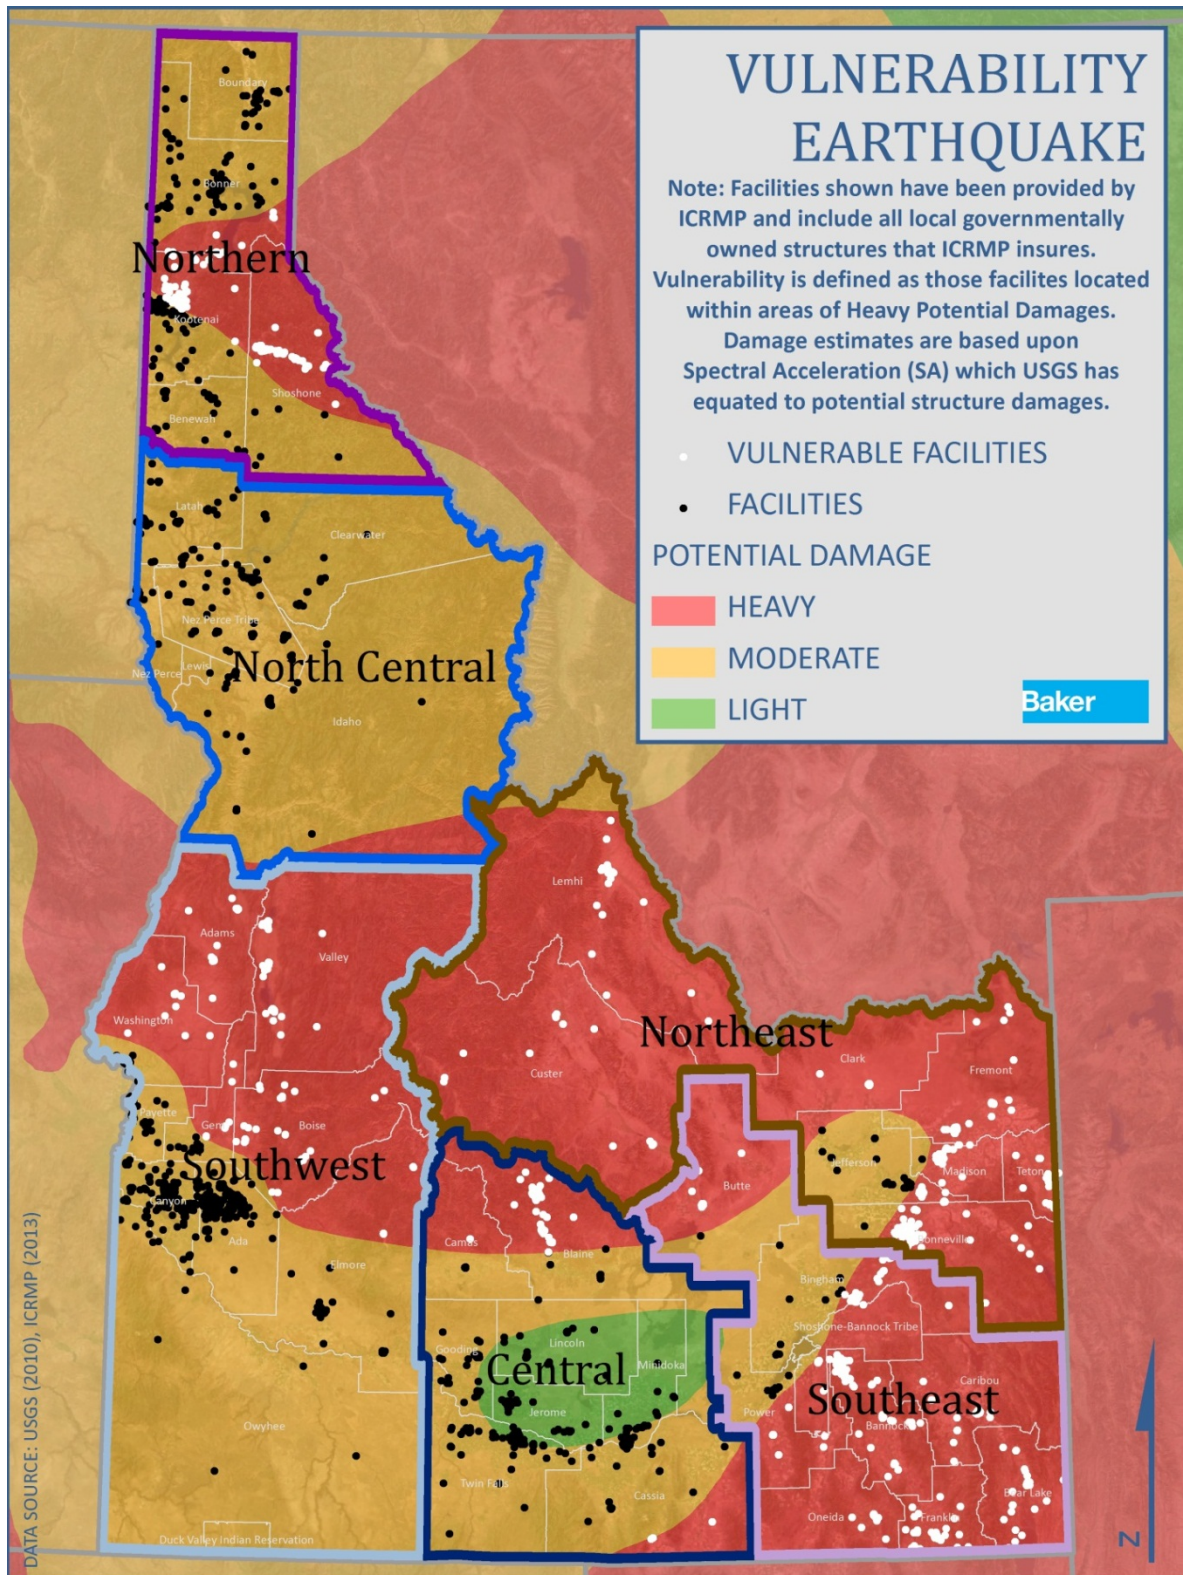 VULNERABILITY
EARTHQUAKE
Note: Facilities shown have been provided by
ICRMP and include all local governmentally
owned structures that ICRMP insures.
Vulnerability is defined as those facilites located
within areas of Heavy Potential Damages.
Damage estimates are based upon
Spectral Acceleration (SA) which USGS has
equated to potential structure damages.
VULNERABLE FACILITIES
FACILITIES
POTENTIAL DAMAGE
HEAVY
MODERATE
LIGHT
Baker
Boundary
Bonner
Northern
Kootenai
Shoshone
Benewah
Latah
Clearwater
Nez Perce Tribe
Lewis
Nez Perce
North Central
Idaho
Lemhi
Adams
Valley
Washington
Northeast
Custer
Clark
Fremont
Payette
Gem
Boise
Southwest
Jefferson
Madison
Teton
Butte
Canyon
Ada
Camas
Blaine
Bonneville
Elmore
Bingham
Shoshone-Bannock Tribe
Gooding
Lincoln
Central
Minidoka
Caribou
Southeast
Jerome
Power
Bannock
Owyhee
Twin Falls
Cassia
Bear Lake
Oneida
Franklin
Duck Valley Indian Reservation
DATA SOURCE: USGS (2010), ICRMP (2013)
N